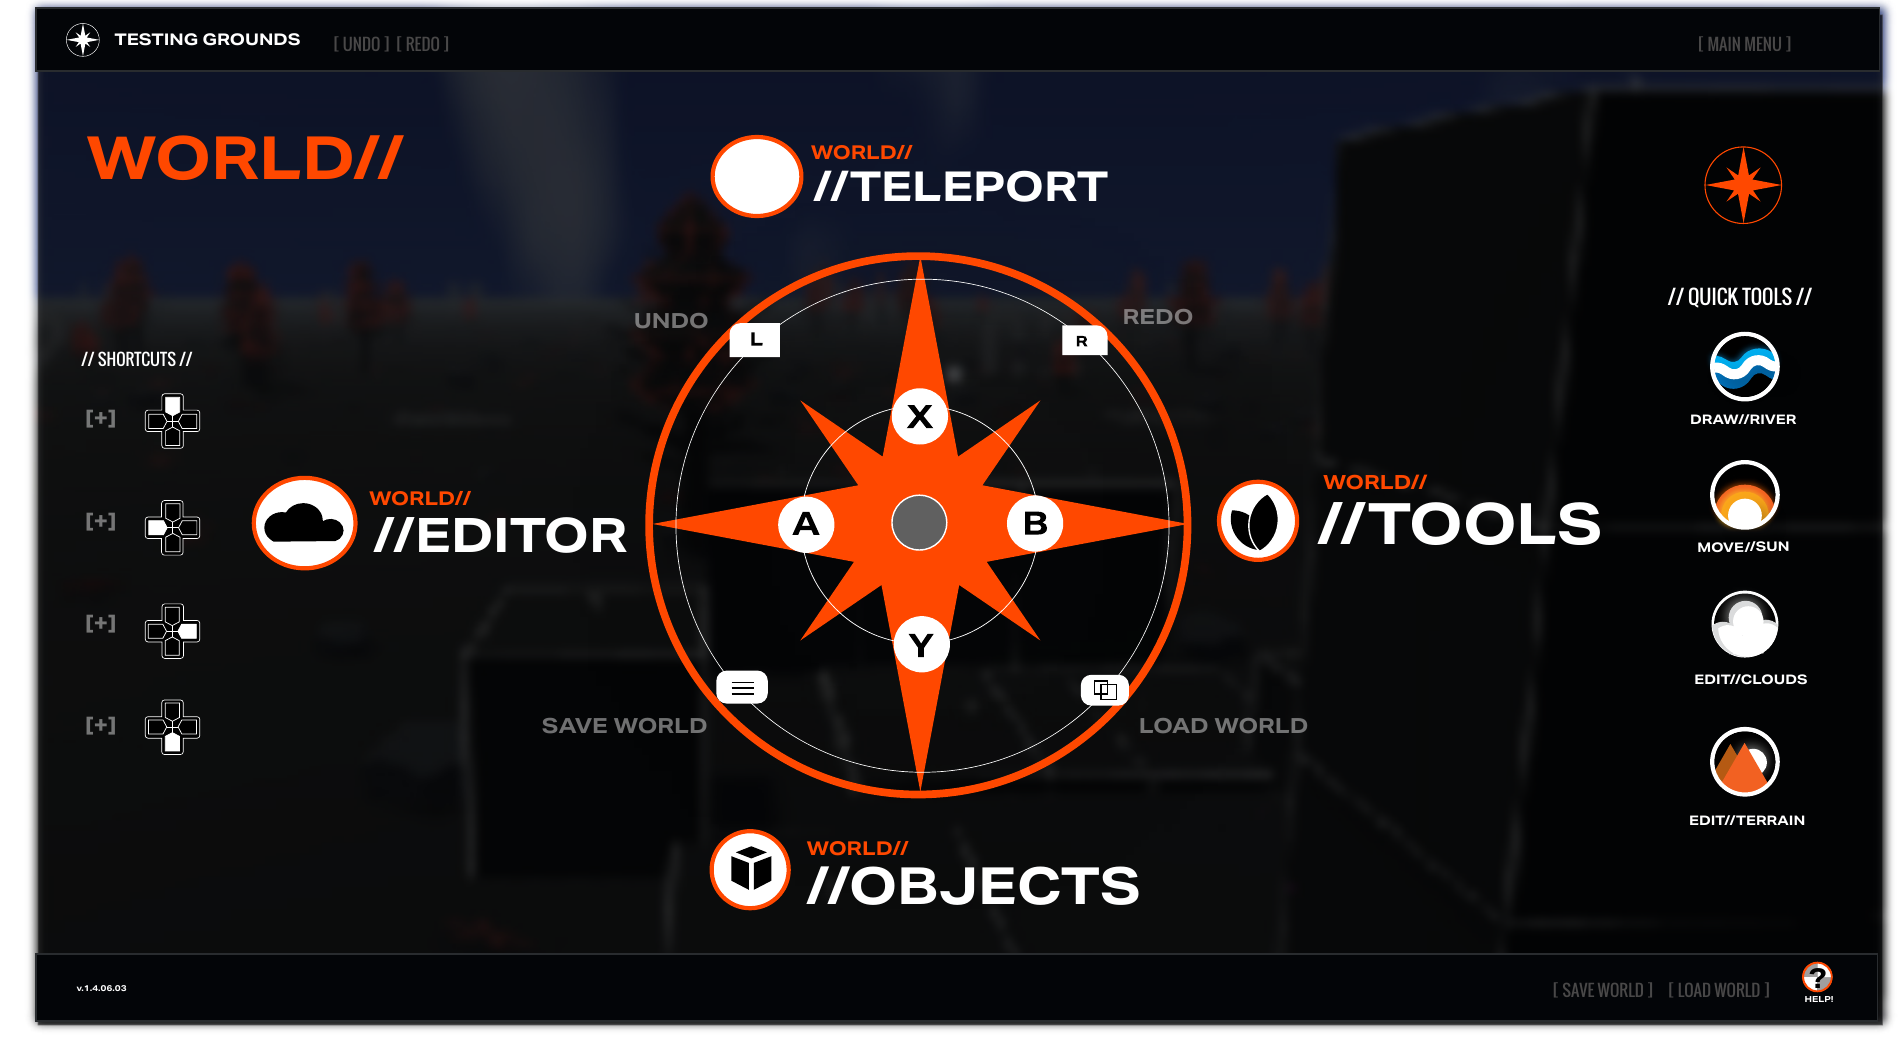 TESTING GROUNDS
[ UNDO ] [ REDO ]
[ MAIN MENU ]
WORLD//
WORLD//
//TELEPORT
// QUICK TOOLS //
UNDO
REDO
L
R
// SHORTCUTS //
[+]
X
DRAW//RIVER
WORLD//
//EDITOR
A
B
WORLD//
//TOOLS
[+]
MOVE//SUN
[+]
Y
EDIT//CLOUDS
[+]
SAVE WORLD
LOAD WORLD
EDIT//TERRAIN
WORLD//
//OBJECTS
v.1.4.06.03
[ SAVE WORLD ] [ LOAD WORLD ]
?
HELP!